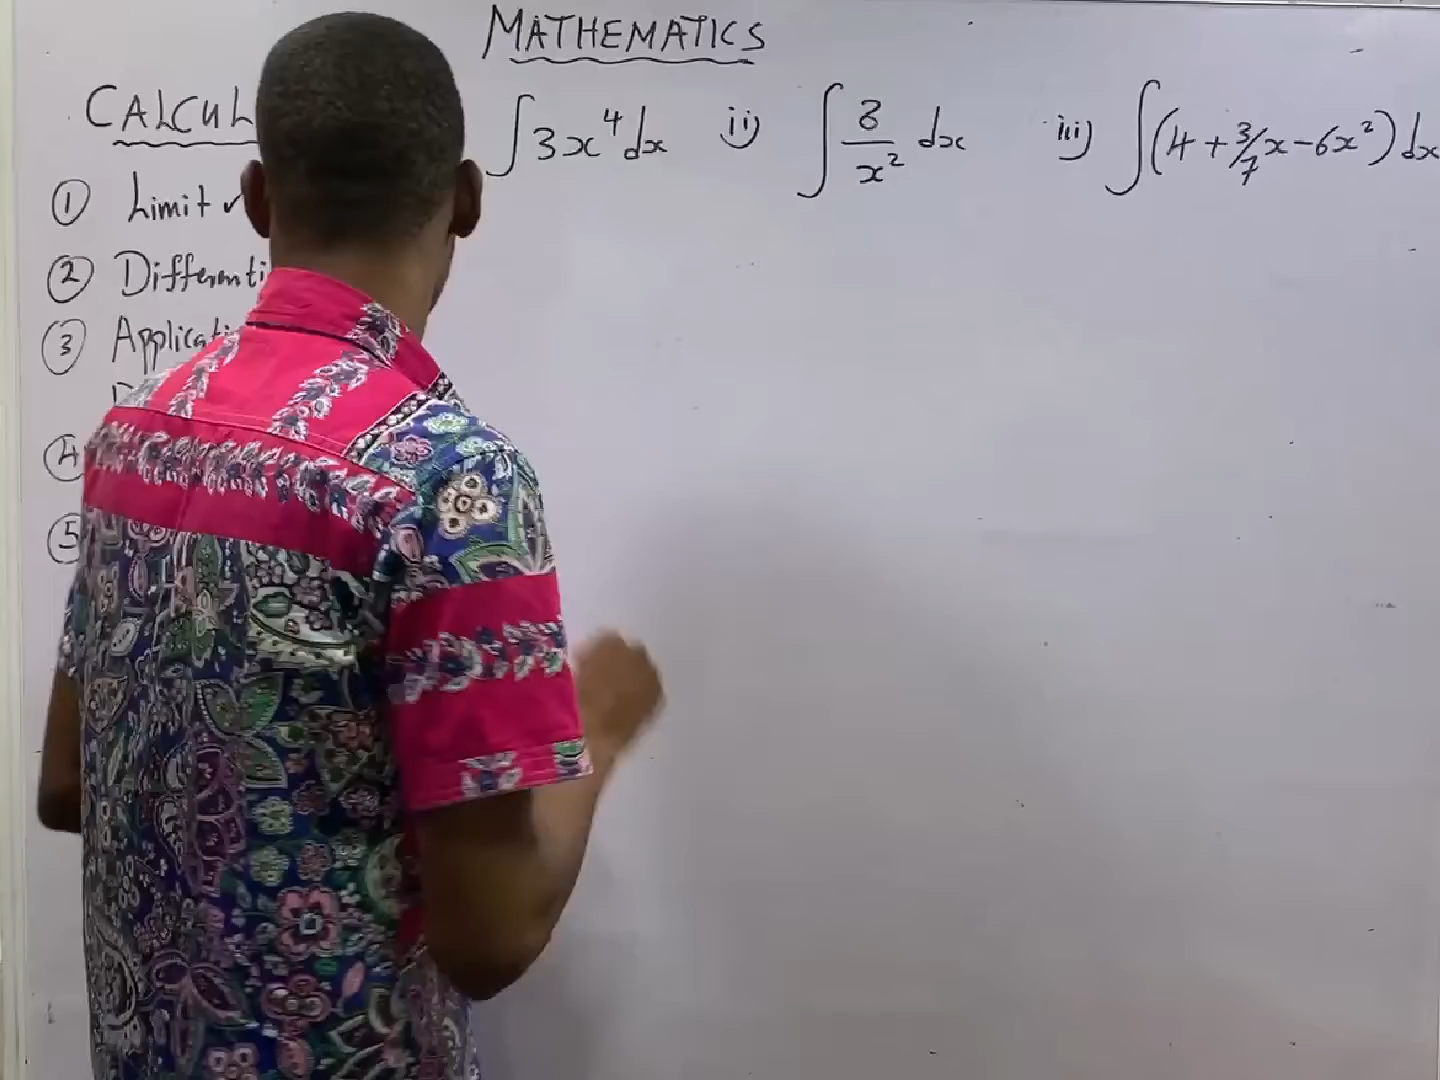 MATHEMATICS
CALCUL
∫3x⁴dx ii) ∫8/x² dx iii) ∫(4 + 3/7x - 6x²)dx
① Limit ✓
② Differenti
③ Applicati
④
⑤